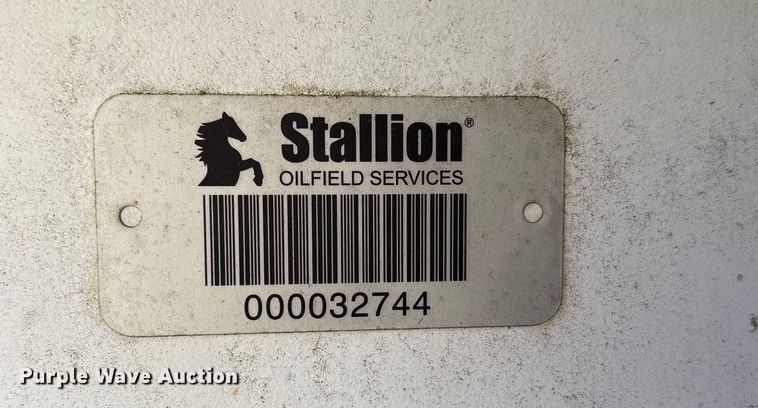 Stallion®
OILFIELD SERVICES
000032744
Purple Wave Auction